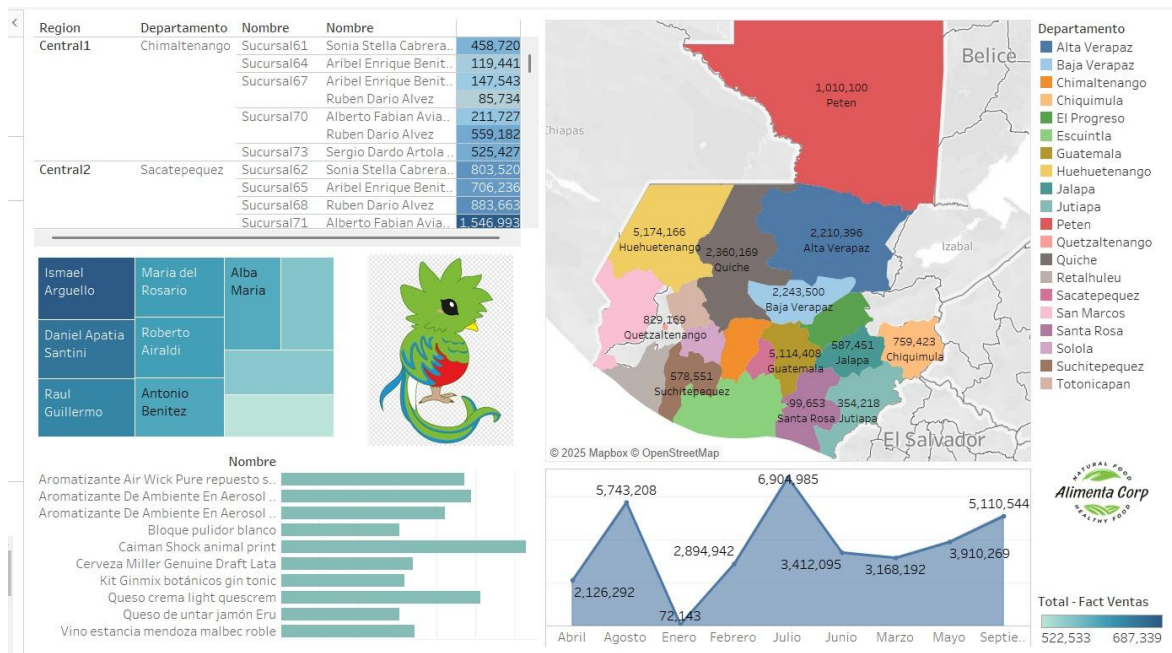 Region Departamento Nombre Nombre
Central1 Chimaltenango Sucursal61 Sonia Stella Cabrera.. 458,720
Sucursal64 Aribel Enrique Benit.. 119,441
Sucursal67 Aribel Enrique Benit.. 147,543
Ruben Dario Alvez 85,734
Sucursal70 Alberto Fabian Avia.. 211,727
Ruben Dario Alvez 559,182
Sucursal73 Sergio Dardo Artola .. 525,427
Central2 Sacatepequez Sucursal62 Sonia Stella Cabrera.. 803,520
Sucursal65 Aribel Enrique Benit.. 706,236
Sucursal68 Ruben Dario Alvez 883,663
Sucursal71 Alberto Fabian Avia.. 1,546,993
Belice
1,010,100
Peten
Chiapas
5,174,166
Huehuetenango
2,360,169
Quiche
2,210,396
Alta Verapaz
Izabal
2,243,500
Baja Verapaz
829,169
Quetzaltenango
5,114,408
Guatemala
587,451
Jalapa
759,423
Chiquimula
578,551
Suchitepequez
-99,653
Santa Rosa
354,218
Jutiapa
El Salvador
© 2025 Mapbox © OpenStreetMap
Departamento
Alta Verapaz
Baja Verapaz
Chimaltenango
Chiquimula
El Progreso
Escuintla
Guatemala
Huehuetenango
Jalapa
Jutiapa
Peten
Quetzaltenango
Quiche
Retalhuleu
Sacatepequez
San Marcos
Santa Rosa
Solola
Suchitepequez
Totonicapan
Ismael
Arguello
Maria del
Rosario
Alba
Maria
Daniel Apatia
Santini
Roberto
Airaldi
Raul
Guillermo
Antonio
Benitez
Nombre
Aromatizante Air Wick Pure repuesto s..
Aromatizante De Ambiente En Aerosol ..
Aromatizante De Ambiente En Aerosol ..
Bloque pulidor blanco
Caiman Shock animal print
Cerveza Miller Genuine Draft Lata
Kit Ginmix botánicos gin tonic
Queso crema light quescrem
Queso de untar jamón Eru
Vino estancia mendoza malbec roble
2,126,292
5,743,208
72,143
2,894,942
6,904,985
3,412,095
3,168,192
3,910,269
5,110,544
Abril Agosto Enero Febrero Julio Junio Marzo Mayo Septie..
NATURAL FOOD
Alimenta Corp
HEALTHY FOOD
Total - Fact Ventas
522,533 687,339